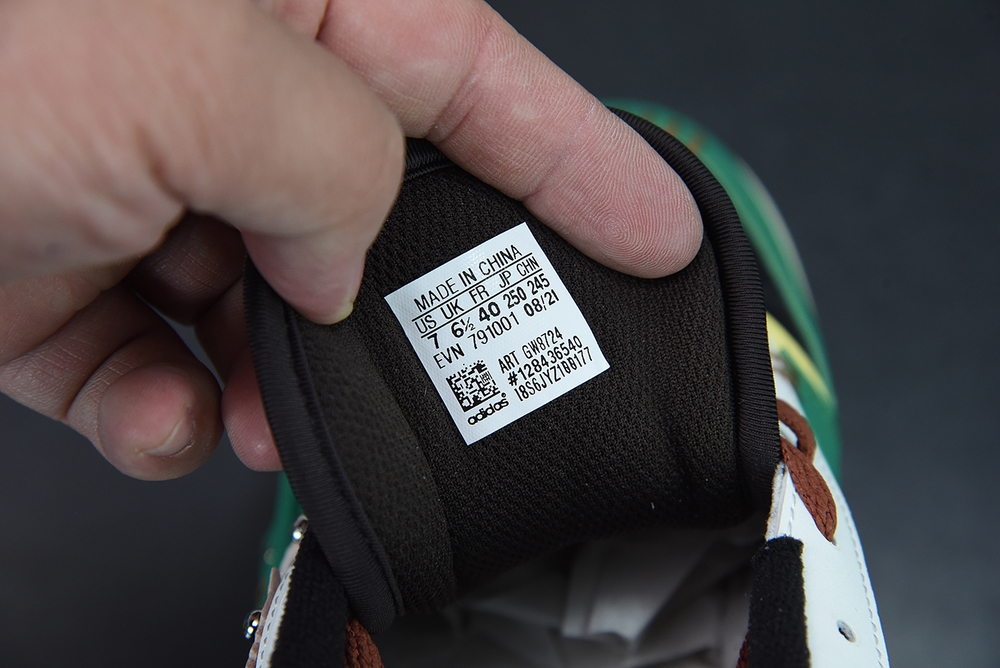 MADE IN CHINA
US UK FR JP CHN
7 6½ 40 250 245
EVN 791001 08/21
ART GW8724
#128436540
I8S6JYZ1BB177
adidas